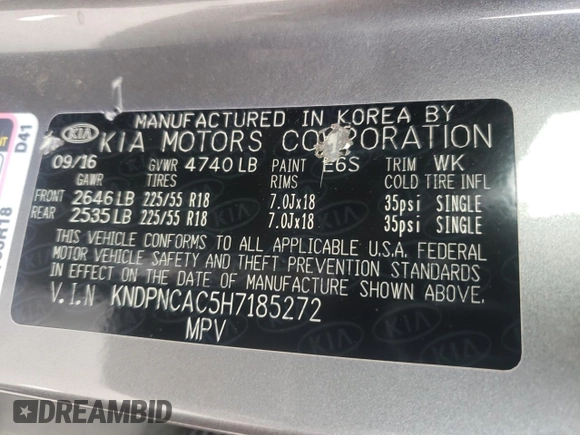 MANUFACTURED IN KOREA BY
KIA KIA MOTORS CORPORATION
09/16 GVWR 4740 LB PAINT E6S TRIM WK
GAWR TIRES RIMS COLD TIRE INFL
FRONT 2646 LB 225/55 R18 7.0Jx18 35psi SINGLE
REAR 2535 LB 225/55 R18 7.0Jx18 35psi SINGLE
THIS VEHICLE CONFORMS TO ALL APPLICABLE U.S.A. FEDERAL
MOTOR VEHICLE SAFETY AND THEFT PREVENTION STANDARDS
IN EFFECT ON THE DATE OF MANUFACTURE SHOWN ABOVE.
V.I.N KNDPNCAC5H7185272
MPV
D41
DREAMBID